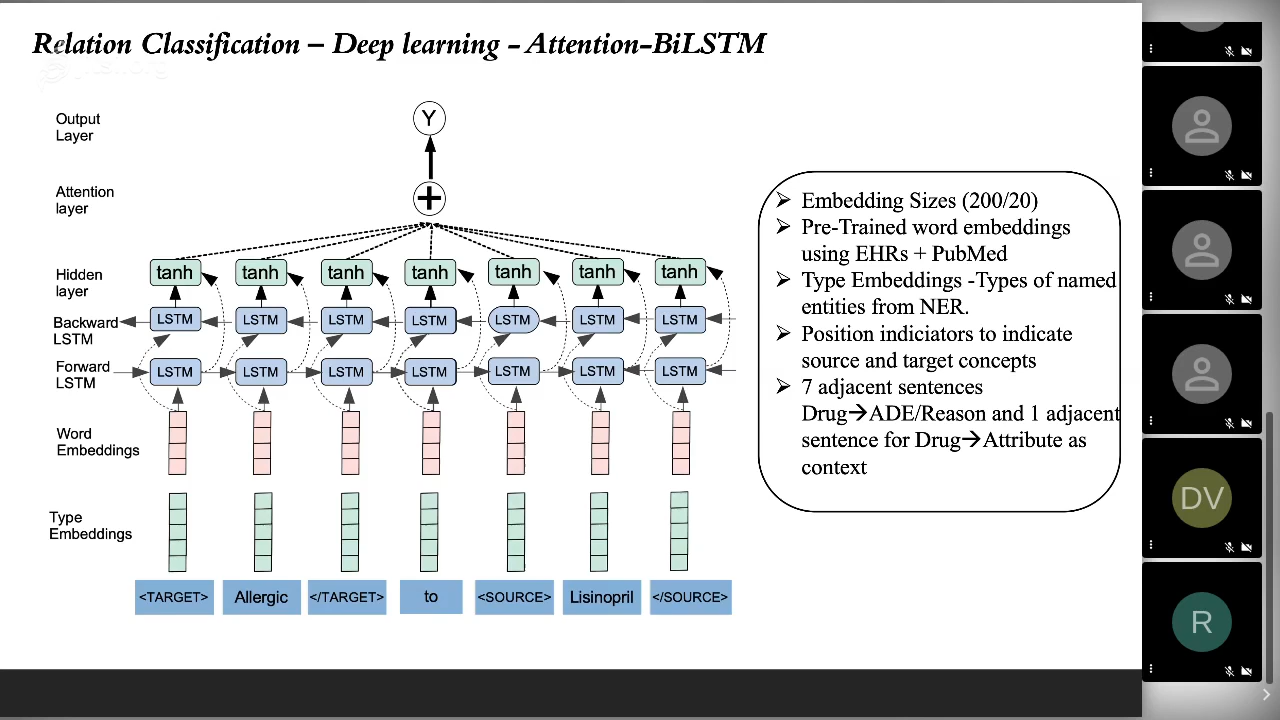 Relation Classification – Deep learning - Attention-BiLSTM
Output
Layer
Y
Attention
layer
+
Hidden
layer
tanh tanh tanh tanh tanh tanh tanh
Backward
LSTM
LSTM LSTM LSTM LSTM LSTM LSTM LSTM
Forward
LSTM
LSTM LSTM LSTM LSTM LSTM LSTM LSTM
Word
Embeddings
Type
Embeddings
<TARGET> Allergic </TARGET> to <SOURCE> Lisinopril </SOURCE>
➢ Embedding Sizes (200/20)
➢ Pre-Trained word embeddings
using EHRs + PubMed
➢ Type Embeddings -Types of named
entities from NER.
➢ Position indiciators to indicate
source and target concepts
➢ 7 adjacent sentences
Drug→ADE/Reason and 1 adjacent
sentence for Drug→Attribute as
context
DV
R